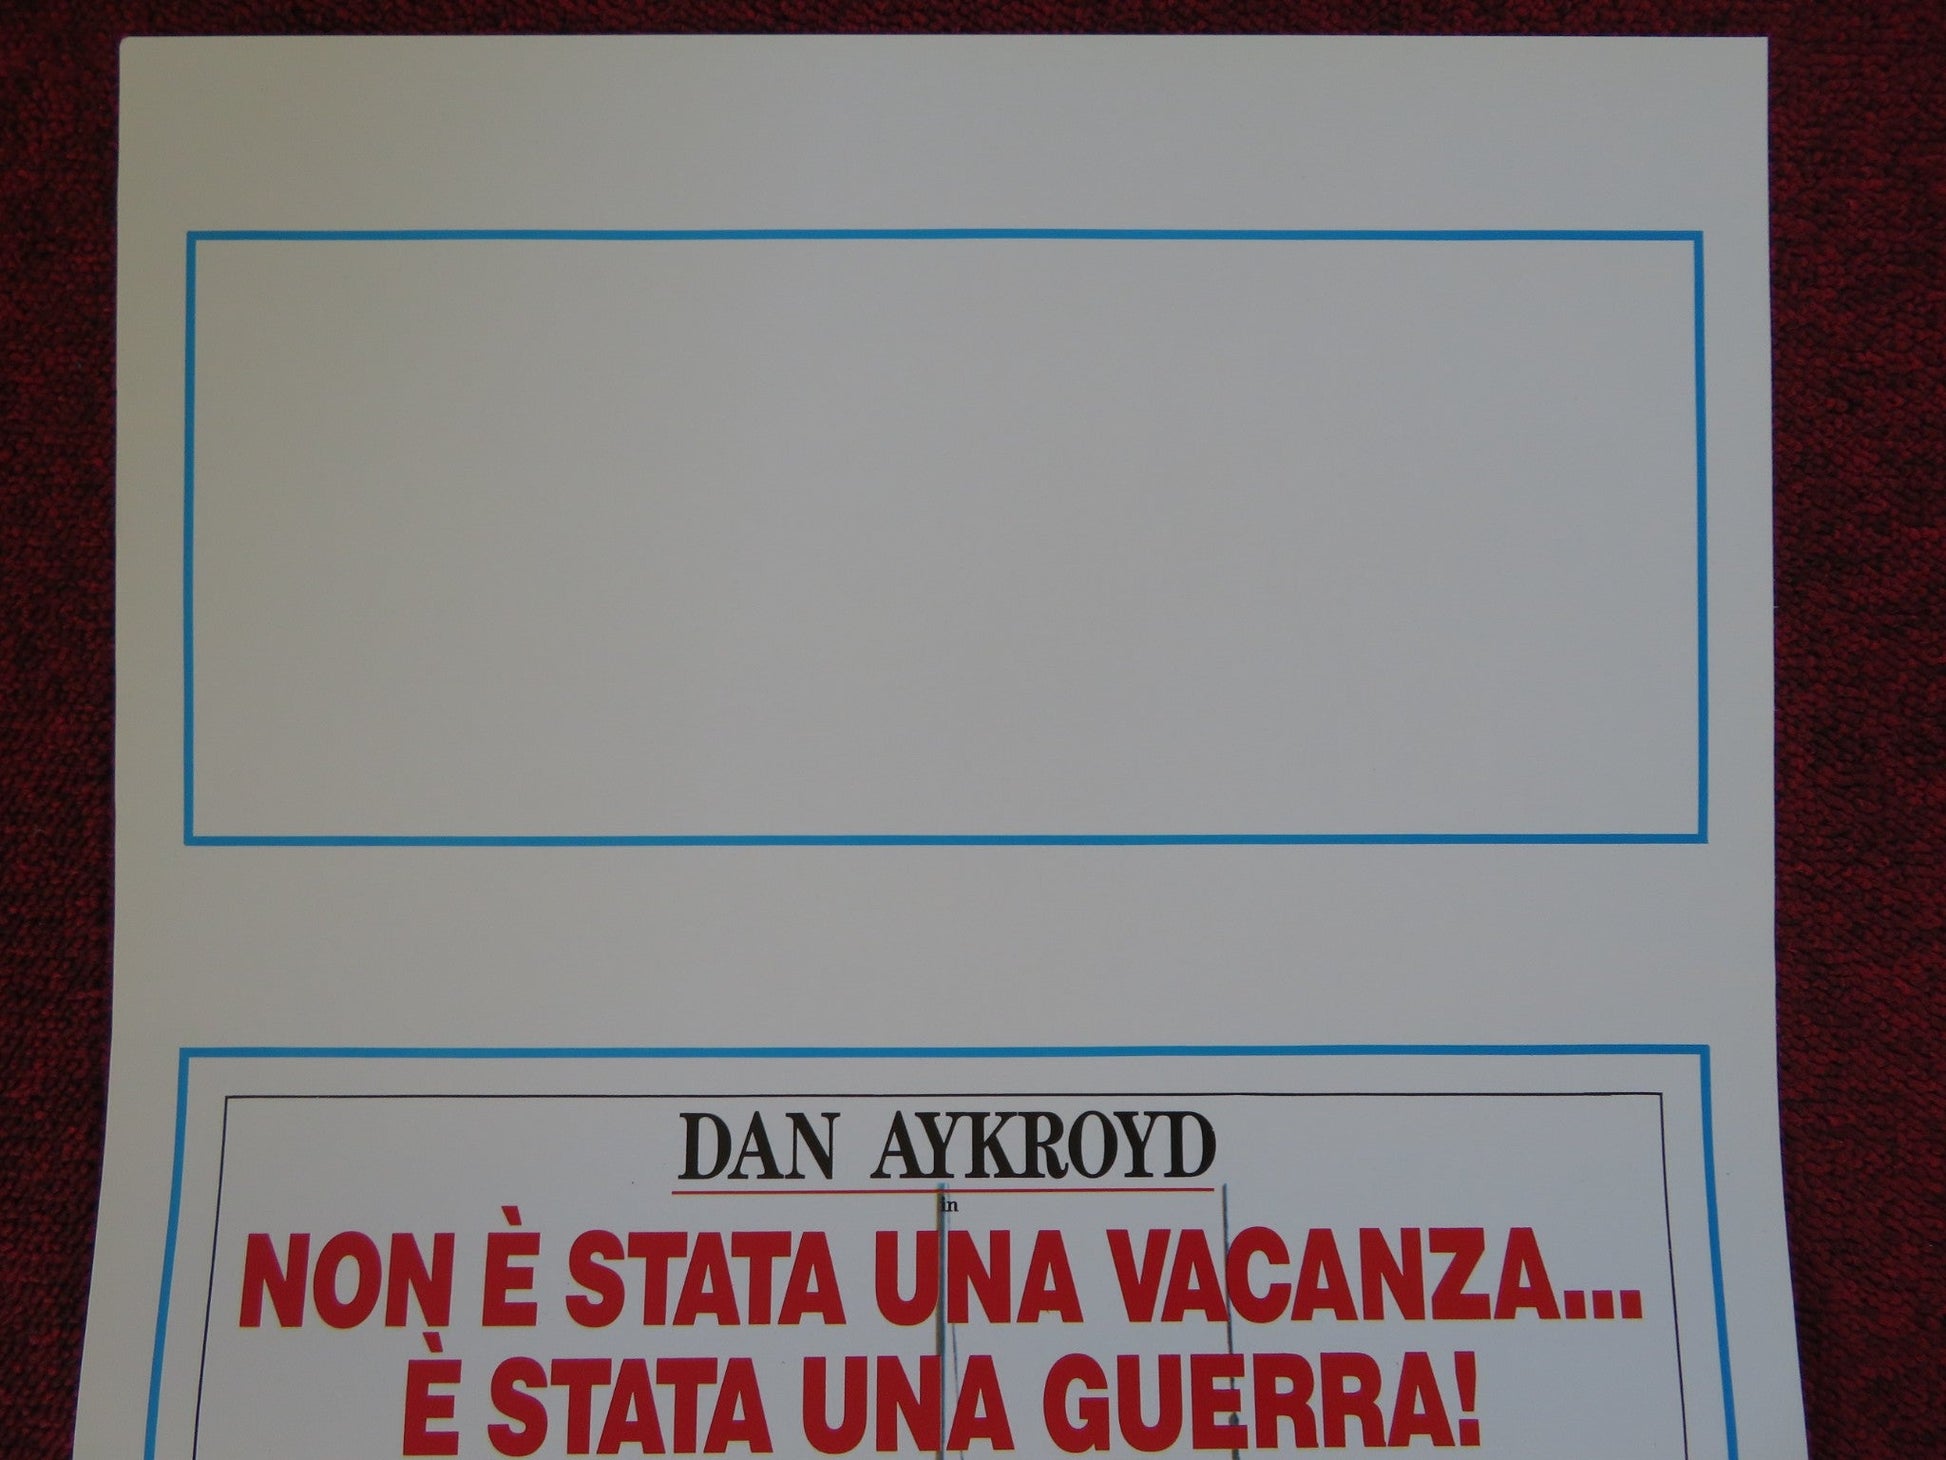 DAN AYKROYD
in
NON È STATA UNA VACANZA...
È STATA UNA GUERRA!